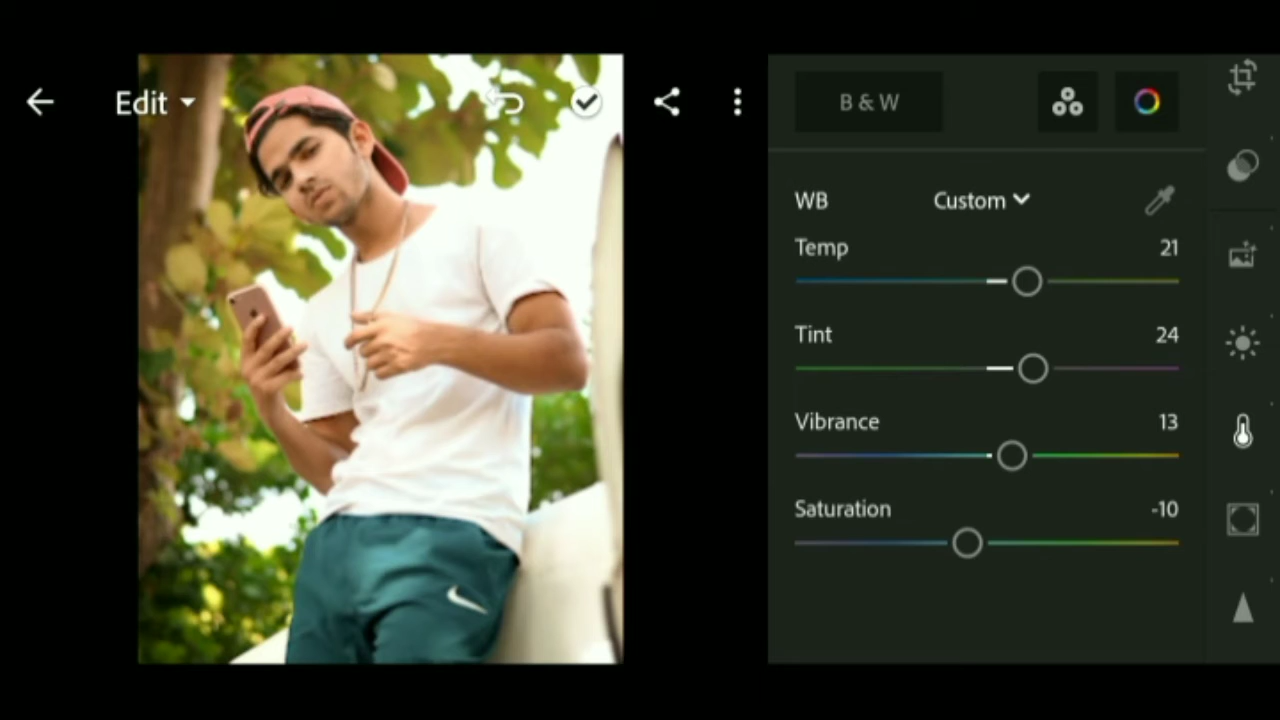 Edit
B & W
WB Custom
Temp 21
Tint 24
Vibrance 13
Saturation -10